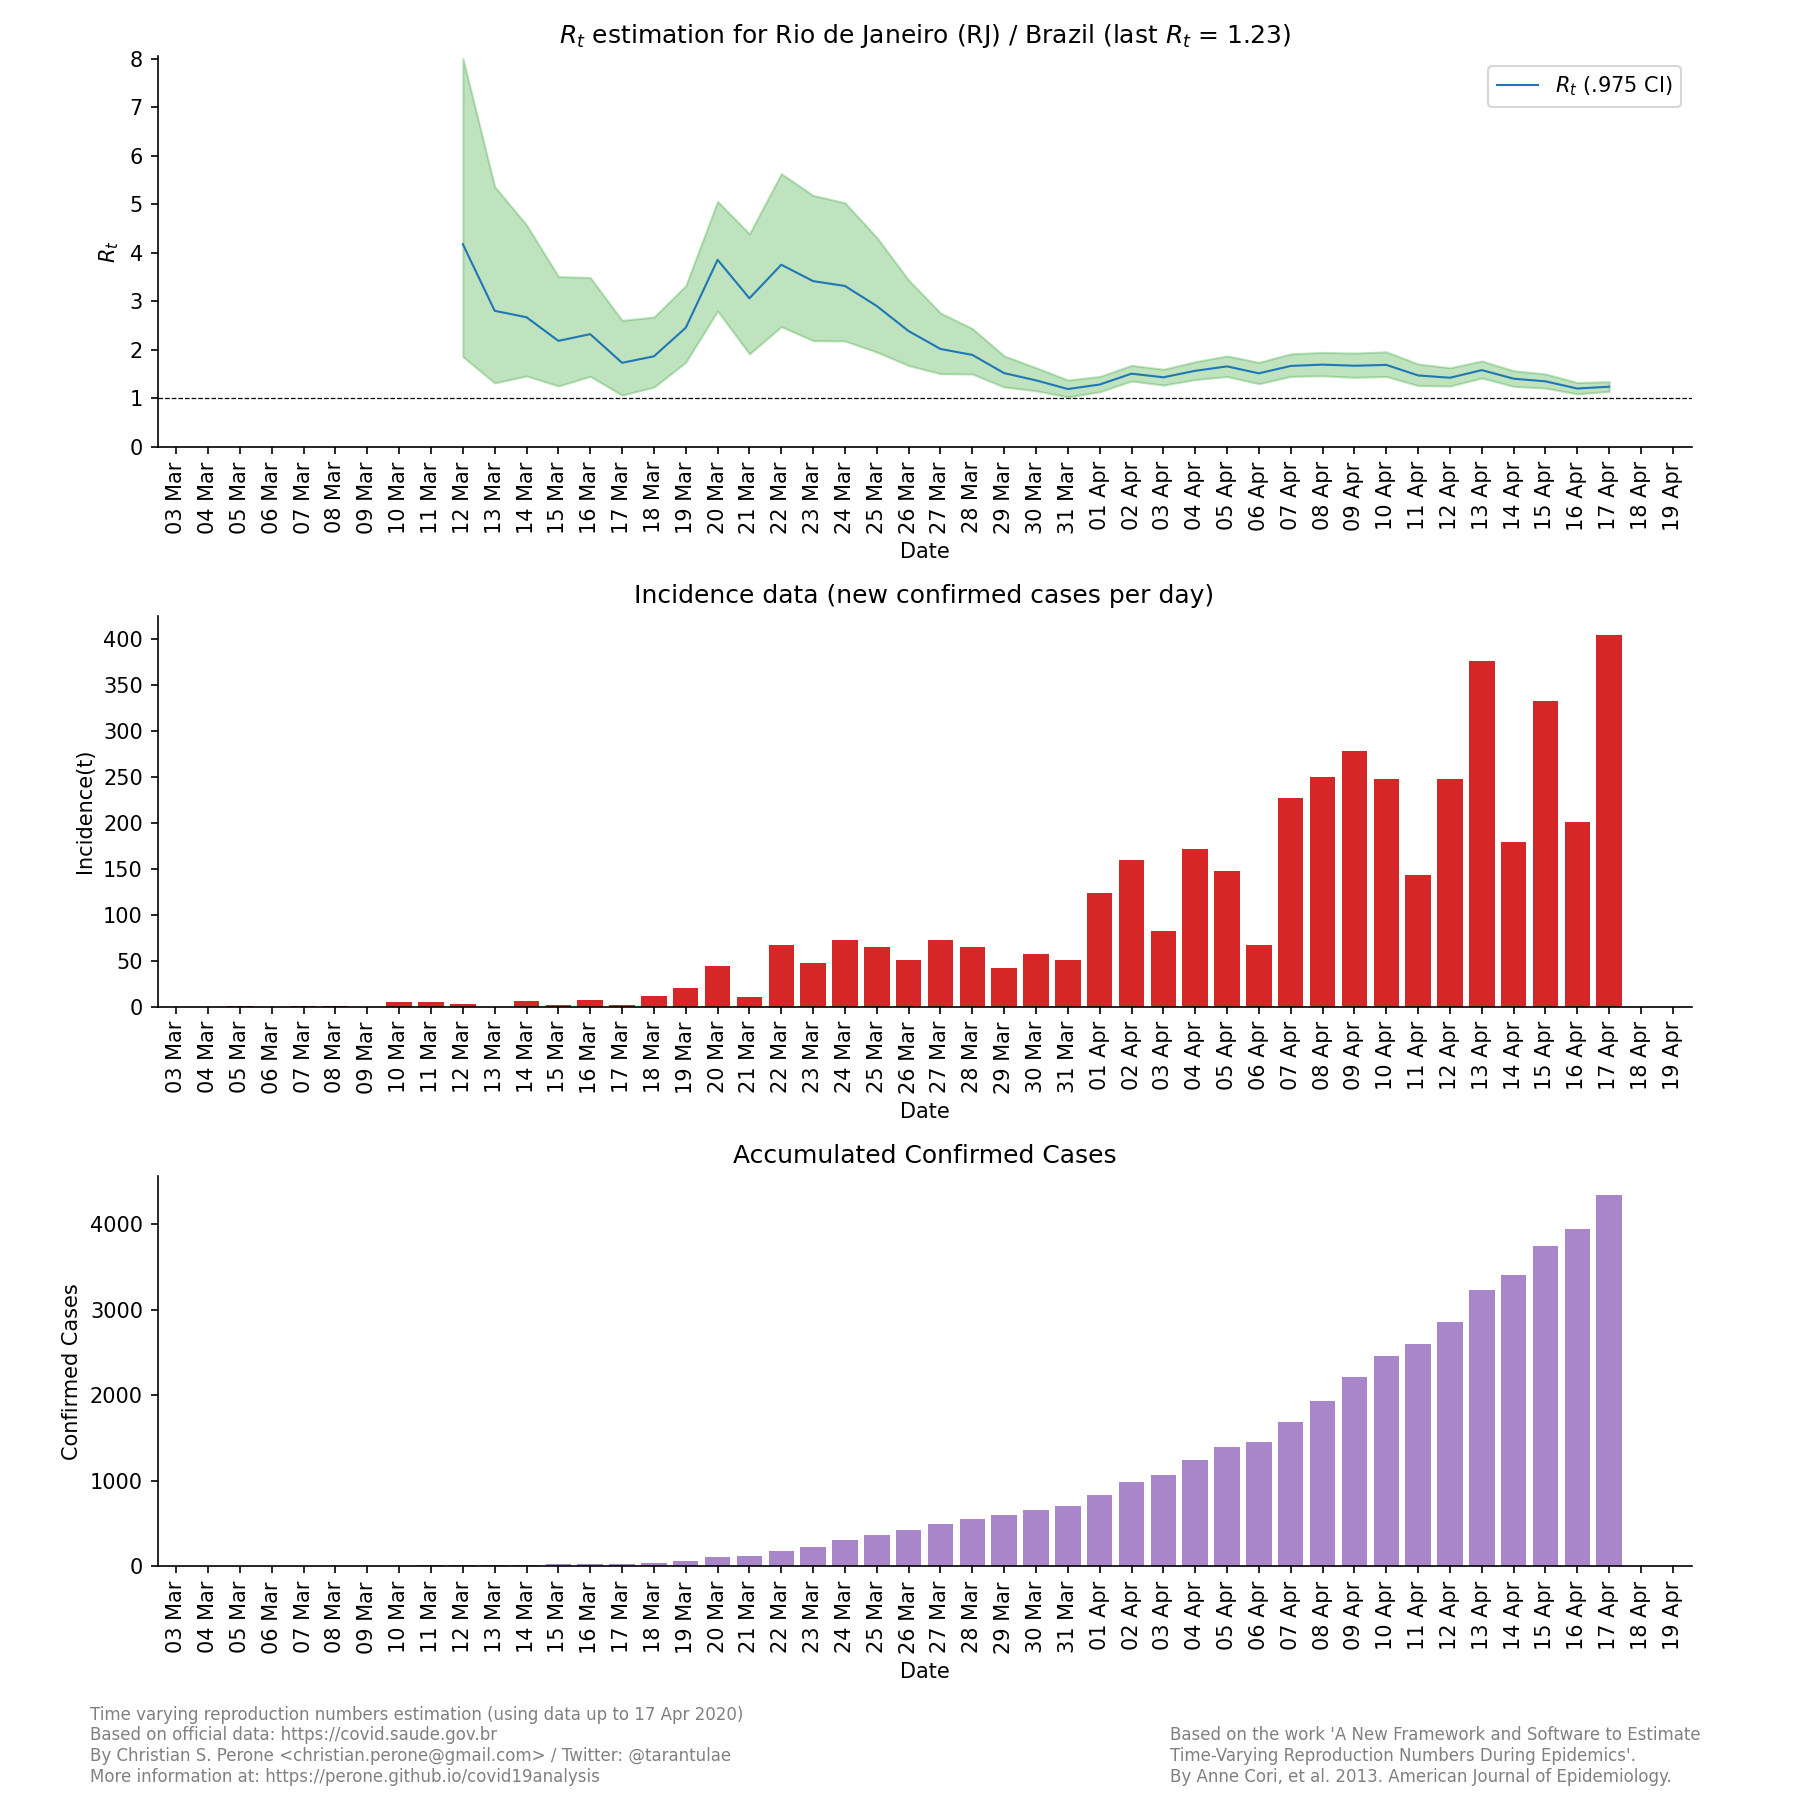 Rt estimation for Rio de Janeiro (RJ) / Brazil (last Rt = 1.23)
Rt (.975 CI)
8
7
6
5
4
3
2
1
0
Rt
03 Mar 04 Mar 05 Mar 06 Mar 07 Mar 08 Mar 09 Mar 10 Mar 11 Mar 12 Mar 13 Mar 14 Mar 15 Mar 16 Mar 17 Mar 18 Mar 19 Mar 20 Mar 21 Mar 22 Mar 23 Mar 24 Mar 25 Mar 26 Mar 27 Mar 28 Mar 29 Mar 30 Mar 31 Mar 01 Apr 02 Apr 03 Apr 04 Apr 05 Apr 06 Apr 07 Apr 08 Apr 09 Apr 10 Apr 11 Apr 12 Apr 13 Apr 14 Apr 15 Apr 16 Apr 17 Apr 18 Apr 19 Apr
Date
Incidence data (new confirmed cases per day)
400
350
300
250
200
150
100
50
0
Incidence(t)
03 Mar 04 Mar 05 Mar 06 Mar 07 Mar 08 Mar 09 Mar 10 Mar 11 Mar 12 Mar 13 Mar 14 Mar 15 Mar 16 Mar 17 Mar 18 Mar 19 Mar 20 Mar 21 Mar 22 Mar 23 Mar 24 Mar 25 Mar 26 Mar 27 Mar 28 Mar 29 Mar 30 Mar 31 Mar 01 Apr 02 Apr 03 Apr 04 Apr 05 Apr 06 Apr 07 Apr 08 Apr 09 Apr 10 Apr 11 Apr 12 Apr 13 Apr 14 Apr 15 Apr 16 Apr 17 Apr 18 Apr 19 Apr
Date
Accumulated Confirmed Cases
4000
3000
2000
1000
0
Confirmed Cases
03 Mar 04 Mar 05 Mar 06 Mar 07 Mar 08 Mar 09 Mar 10 Mar 11 Mar 12 Mar 13 Mar 14 Mar 15 Mar 16 Mar 17 Mar 18 Mar 19 Mar 20 Mar 21 Mar 22 Mar 23 Mar 24 Mar 25 Mar 26 Mar 27 Mar 28 Mar 29 Mar 30 Mar 31 Mar 01 Apr 02 Apr 03 Apr 04 Apr 05 Apr 06 Apr 07 Apr 08 Apr 09 Apr 10 Apr 11 Apr 12 Apr 13 Apr 14 Apr 15 Apr 16 Apr 17 Apr 18 Apr 19 Apr
Date
Time varying reproduction numbers estimation (using data up to 17 Apr 2020)
Based on official data: https://covid.saude.gov.br
By Christian S. Perone <christian.perone@gmail.com> / Twitter: @tarantulae
More information at: https://perone.github.io/covid19analysis
Based on the work 'A New Framework and Software to Estimate
Time-Varying Reproduction Numbers During Epidemics'.
By Anne Cori, et al. 2013. American Journal of Epidemiology.